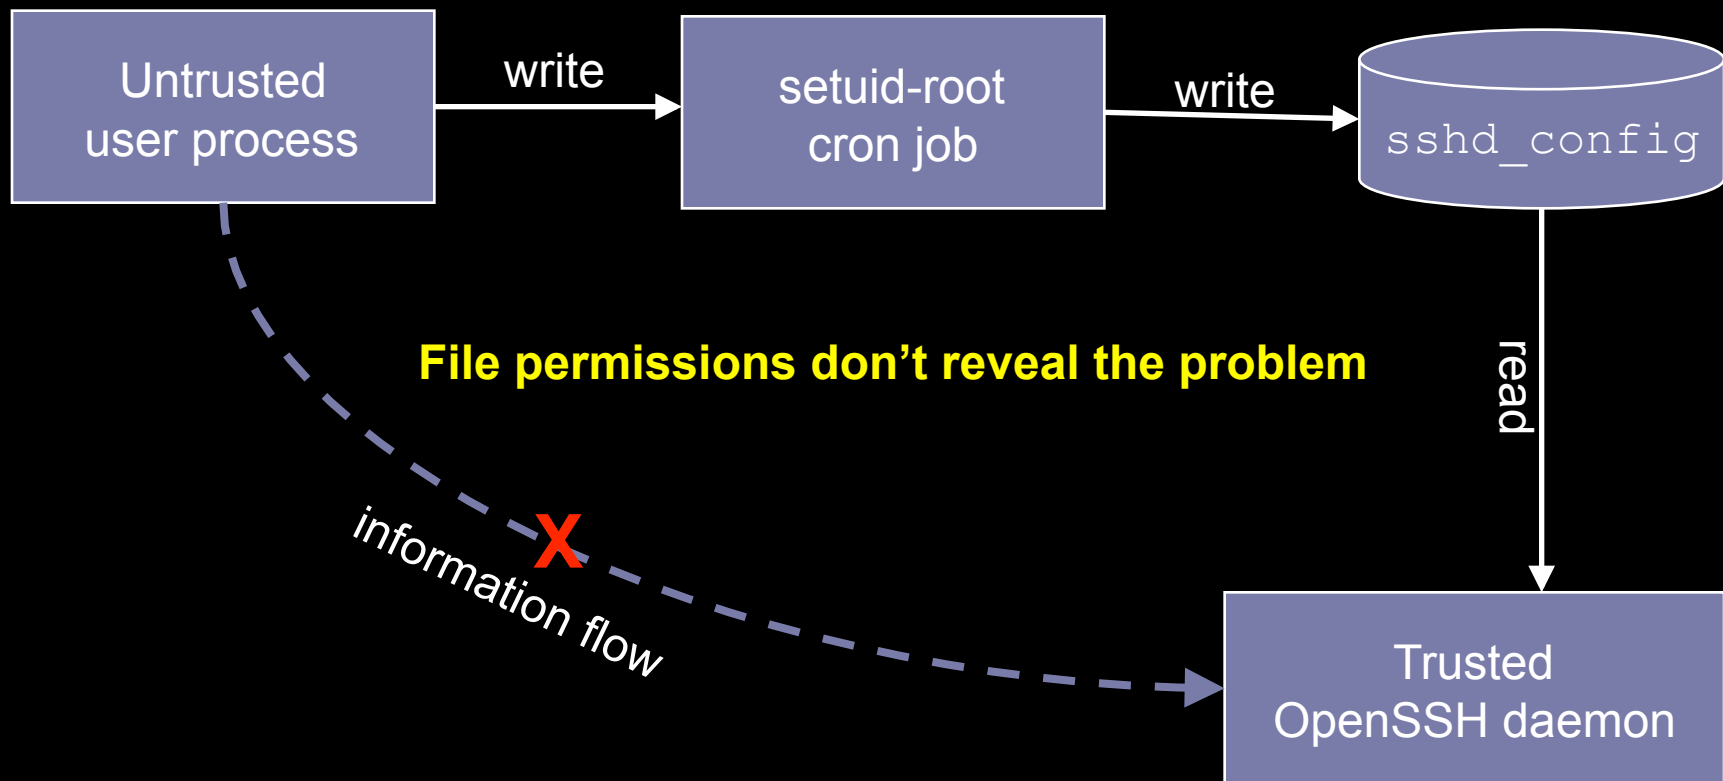 Untrusted
user process
write
setuid-root
cron job
write
sshd_config
File permissions don’t reveal the problem
read
X
information flow
Trusted
OpenSSH daemon